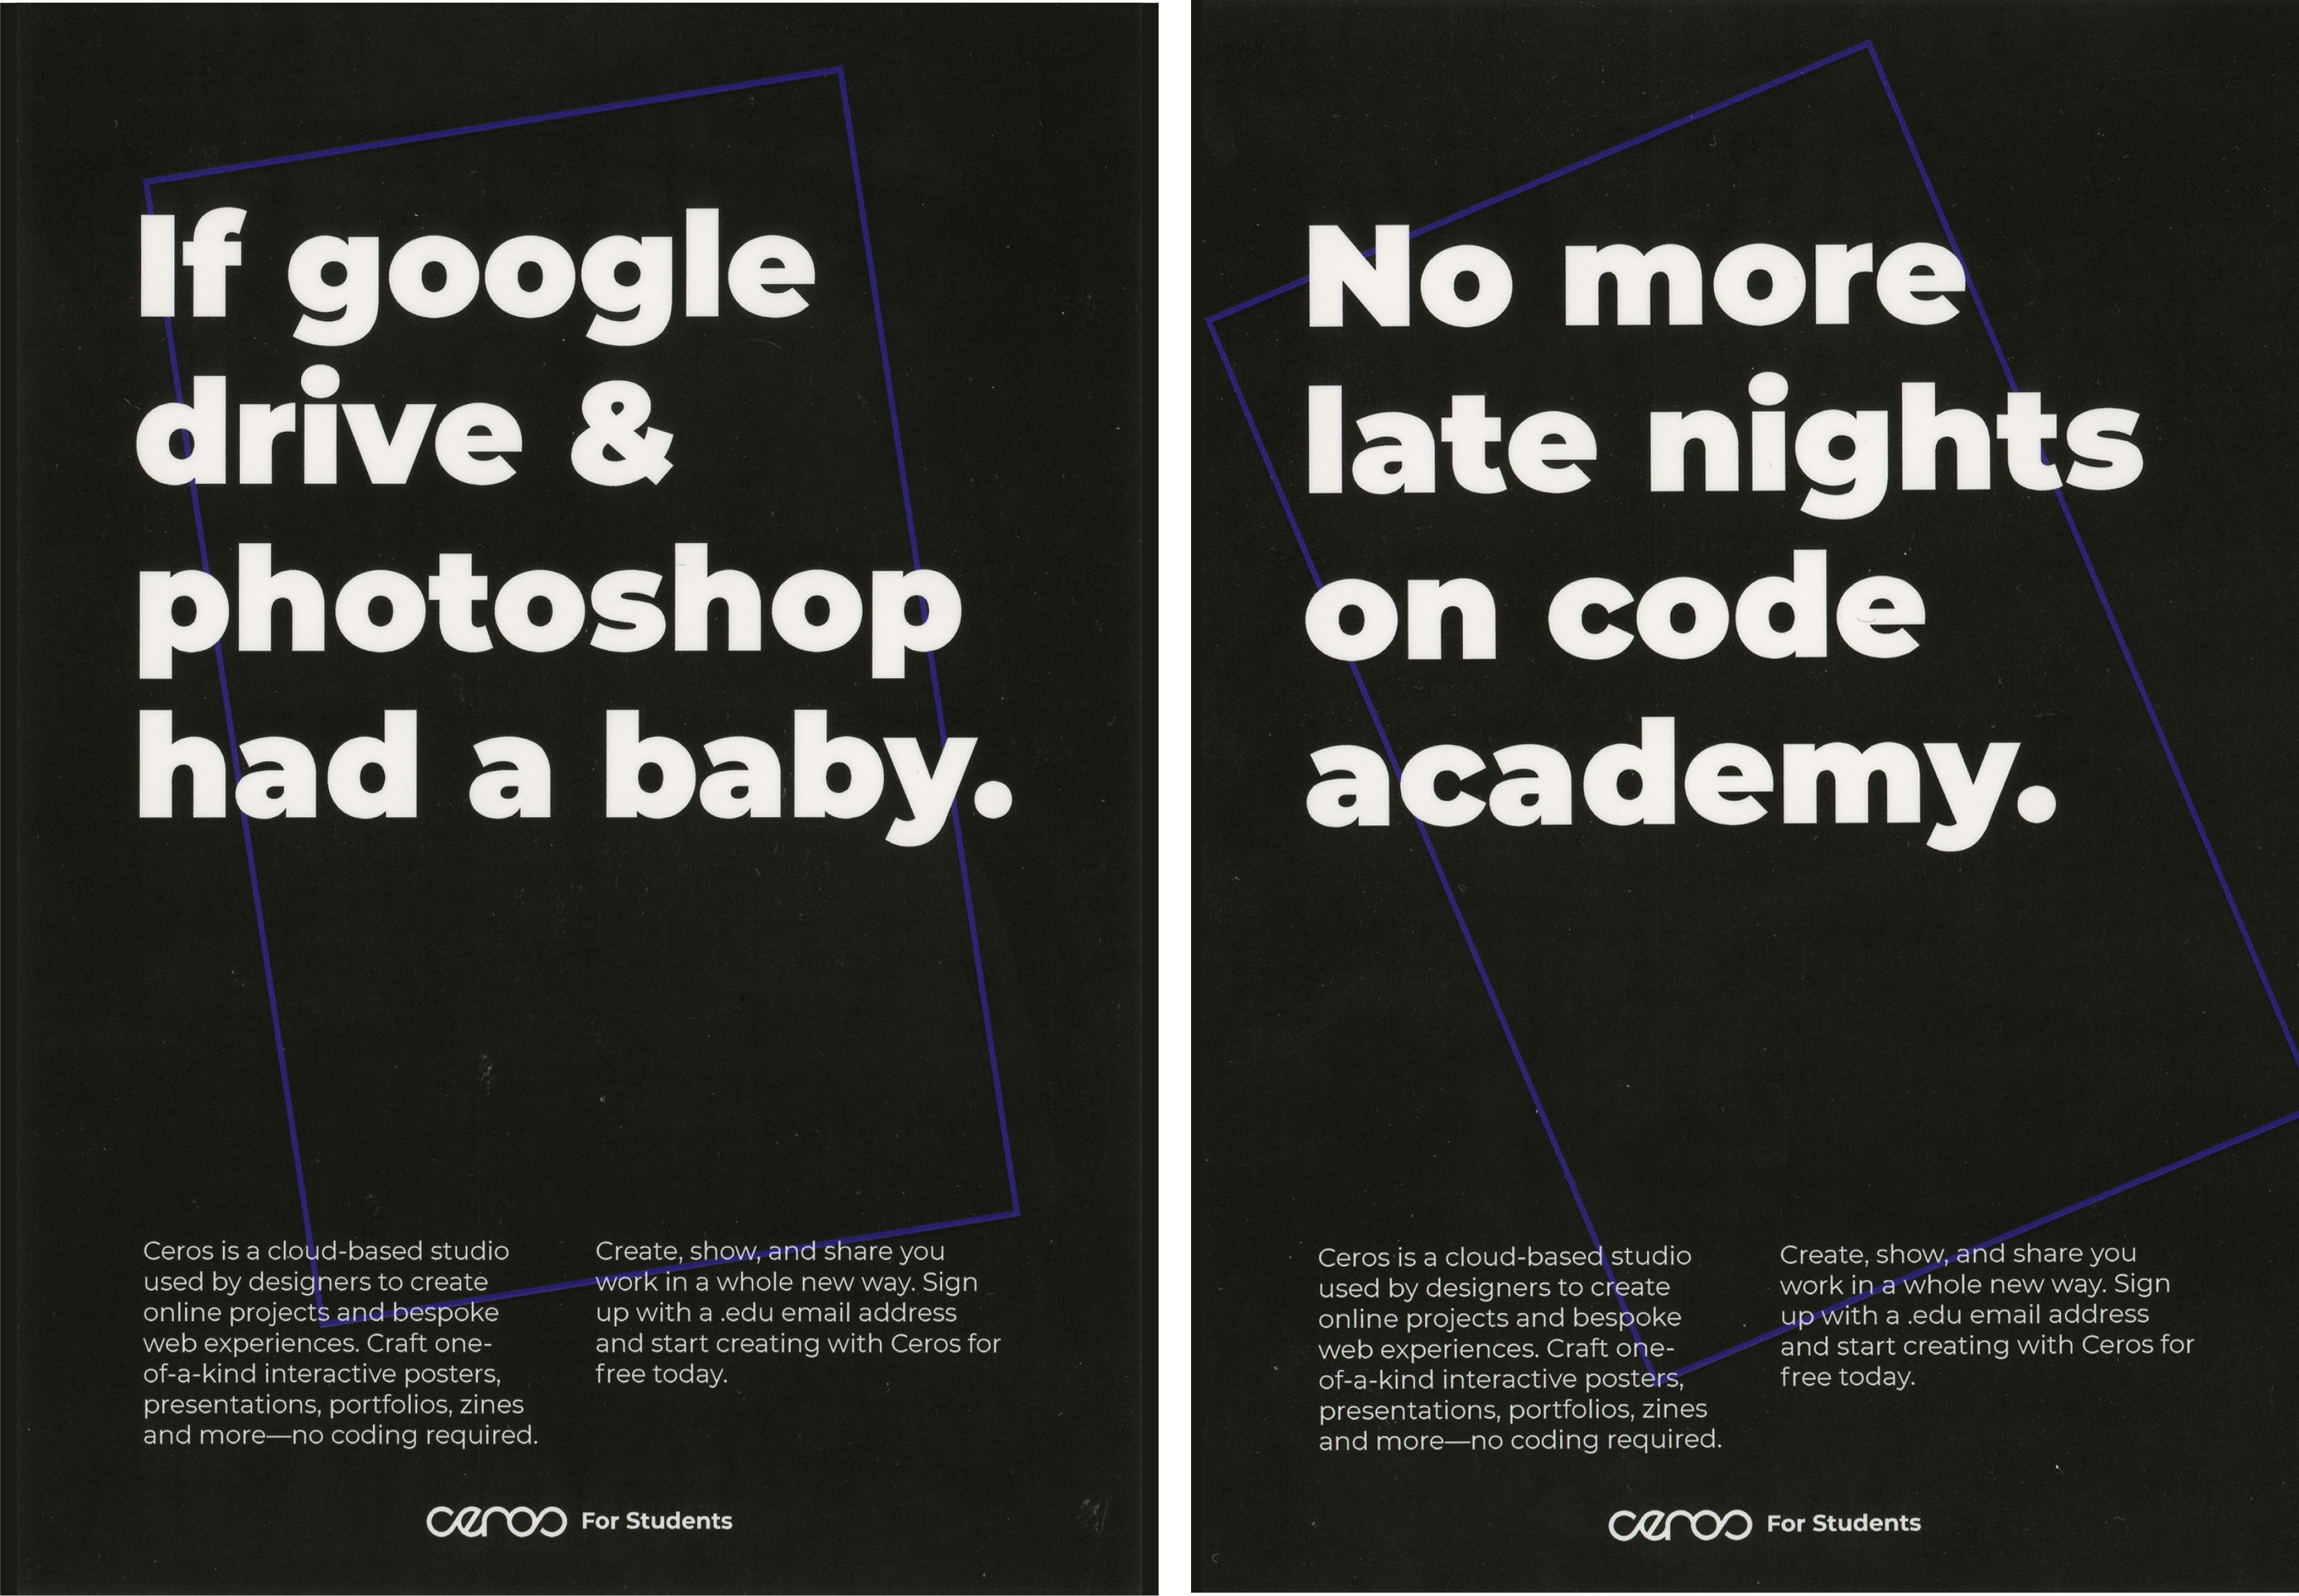 If google
drive &
photoshop
had a baby.
Ceros is a cloud-based studio
used by designers to create
online projects and bespoke
web experiences. Craft one-
of-a-kind interactive posters,
presentations, portfolios, zines
and more—no coding required.
Create, show, and share you
work in a whole new way. Sign
up with a .edu email address
and start creating with Ceros for
free today.
ceros For Students
No more
late nights
on code
academy.
Ceros is a cloud-based studio
used by designers to create
online projects and bespoke
web experiences. Craft one-
of-a-kind interactive posters,
presentations, portfolios, zines
and more—no coding required.
Create, show, and share you
work in a whole new way. Sign
up with a .edu email address
and start creating with Ceros for
free today.
ceros For Students